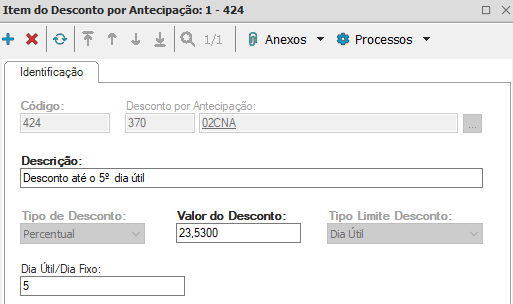 Item do Desconto por Antecipação: 1 - 424
1/1 Anexos Processos
Identificação
Código: Desconto por Antecipação:
424 370 02CNA ...
Descrição:
Desconto até o 5º dia útil
Tipo de Desconto: Valor do Desconto: Tipo Limite Desconto:
Percentual 23,5300 Dia Útil
Dia Útil/Dia Fixo:
5